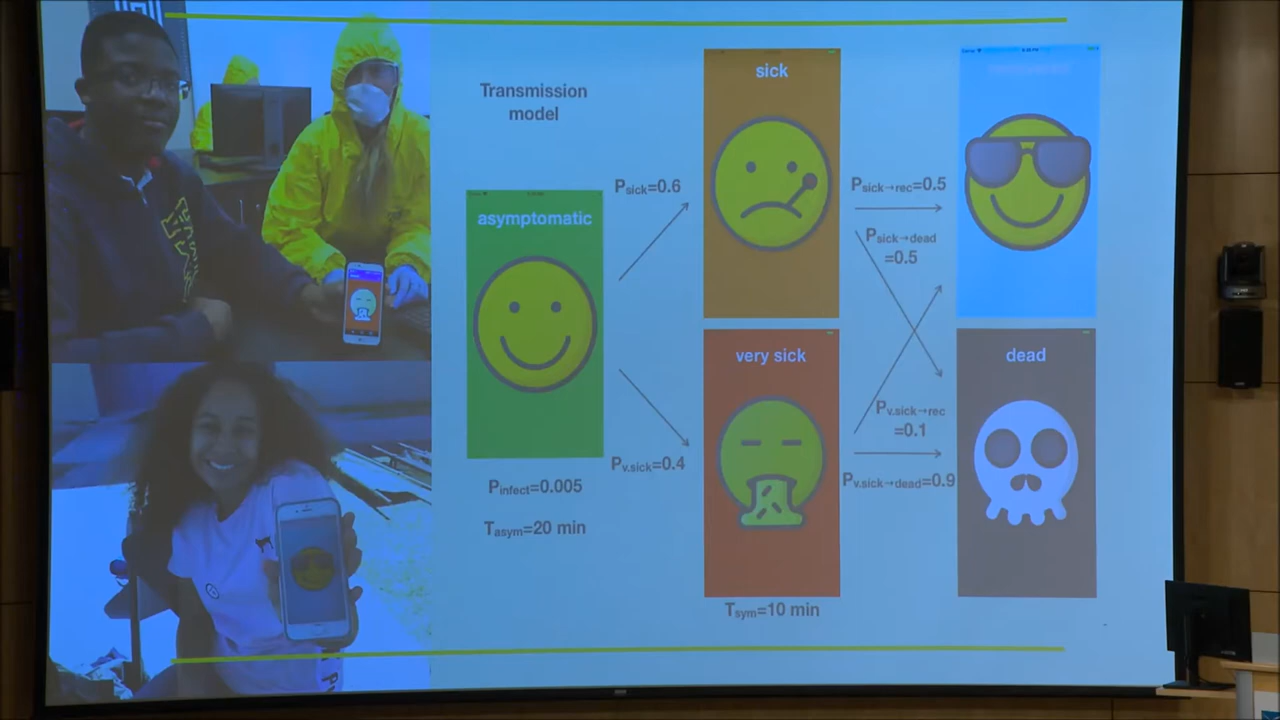 Transmission
model
asymptomatic
Pinfect=0.005
Tasym=20 min
Psick=0.6
Pv.sick=0.4
sick
very sick
Tsym=10 min
Psick→rec=0.5
Psick→dead
=0.5
Pv.sick→rec
=0.1
Pv.sick→dead=0.9
dead